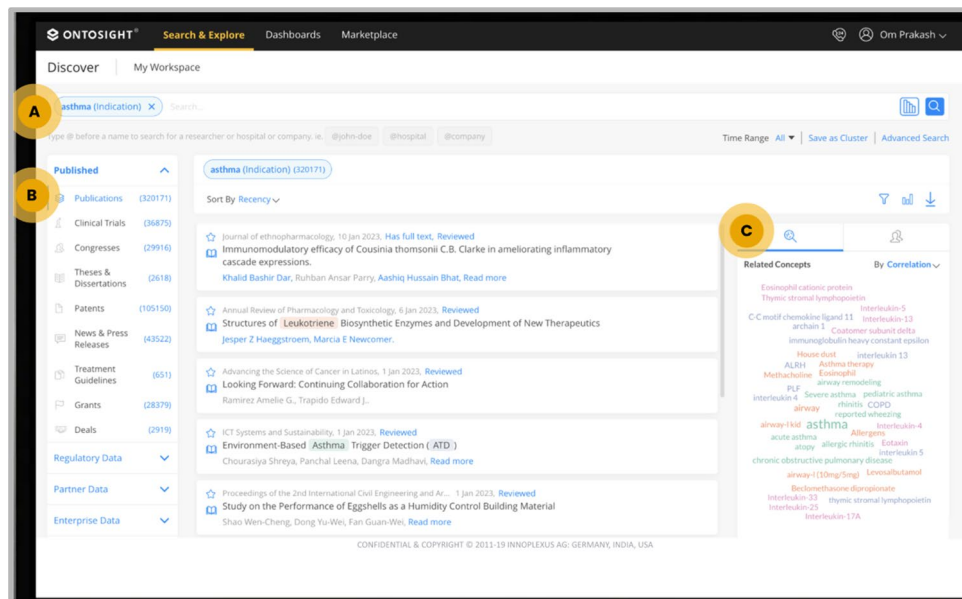 ONTOSIGHT®
Search & Explore
Dashboards
Marketplace
Om Prakash
Discover
My Workspace
A
asthma (Indication) ✕
Search...
Type @ before a name to search for a researcher or hospital or company. ie. @john-doe @hospital @company
Time Range All
Save as Cluster
Advanced Search
Published
B
Publications (320171)
Clinical Trials (36875)
Congresses (29916)
Theses &
Dissertations (2618)
Patents (105150)
News & Press
Releases (43522)
Treatment
Guidelines (651)
Grants (28379)
Deals (2919)
Regulatory Data
Partner Data
Enterprise Data
asthma (Indication) (320171)
Sort By Recency
Journal of ethnopharmacology, 10 Jan 2023, Has full text, Reviewed
Immunomodulatory efficacy of Cousinia thomsonii C.B. Clarke in ameliorating inflammatory
cascade expressions.
Khalid Bashir Dar, Ruhban Ansar Parry, Aashiq Hussain Bhat, Read more
Annual Review of Pharmacology and Toxicology, 6 Jan 2023, Reviewed
Structures of Leukotriene Biosynthetic Enzymes and Development of New Therapeutics
Jesper Z Haeggstroem, Marcia E Newcomer.
Advancing the Science of Cancer in Latinos, 1 Jan 2023, Reviewed
Looking Forward: Continuing Collaboration for Action
Ramirez Amelie G., Trapido Edward J..
ICT Systems and Sustainability, 1 Jan 2023, Reviewed
Environment-Based Asthma Trigger Detection ( ATD )
Chourasiya Shreya, Panchal Leena, Dangra Madhavi, Read more
Proceedings of the 2nd International Civil Engineering and Ar... 1 Jan 2023, Reviewed
Study on the Performance of Eggshells as a Humidity Control Building Material
Shao Wen-Cheng, Dong Yu-Wei, Fan Guan-Wei, Read more
C
Related Concepts
By Correlation
Eosinophil cationic protein
Thymic stromal lymphopoietin
Interleukin-5
C-C motif chemokine ligand 11 Interleukin-13
archain 1 Coatomer subunit delta
immunoglobulin heavy constant epsilon
House dust interleukin 13
ALRH Asthma therapy
Methacholine Eosinophil
airway remodeling
PLF
interleukin 4 Severe asthma pediatric asthma
rhinitis COPD
airway reported wheezing
airway-l kid asthma Interleukin-4
acute asthma Allergens
atopy allergic rhinitis Eotaxin
interleukin 5
chronic obstructive pulmonary disease
airway-l (10mg/5mg) Levosalbutamol
Beclomethasone dipropionate
Interleukin-33 thymic stromal lymphopoietin
Interleukin-25
Interleukin-17A
CONFIDENTIAL & COPYRIGHT © 2011-19 INNOPLEXUS AG: GERMANY, INDIA, USA